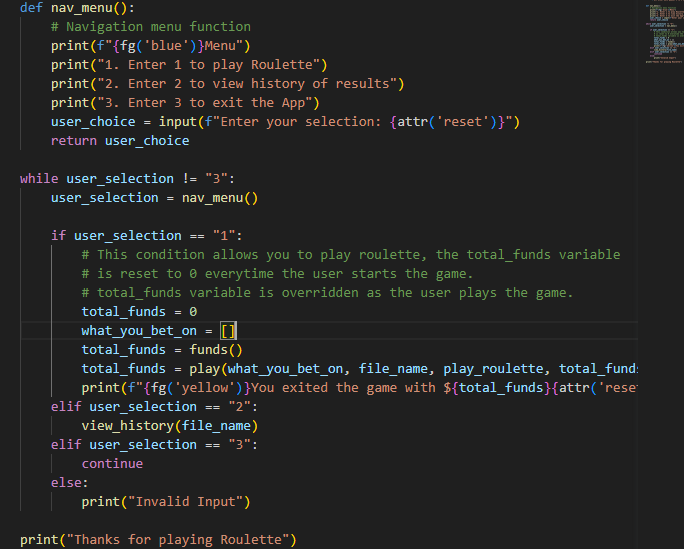 def nav_menu():
    # Navigation menu function
    print(f"{fg('blue')}Menu")
    print("1. Enter 1 to play Roulette")
    print("2. Enter 2 to view history of results")
    print("3. Enter 3 to exit the App")
    user_choice = input(f"Enter your selection: {attr('reset')}")
    return user_choice

while user_selection != "3":
    user_selection = nav_menu()

    if user_selection == "1":
        # This condition allows you to play roulette, the total_funds variable
        # is reset to 0 everytime the user starts the game.
        # total_funds variable is overridden as the user plays the game.
        total_funds = 0
        what_you_bet_on = []
        total_funds = funds()
        total_funds = play(what_you_bet_on, file_name, play_roulette, total_fund
        print(f"{fg('yellow')}You exited the game with ${total_funds}{attr('rese
    elif user_selection == "2":
        view_history(file_name)
    elif user_selection == "3":
        continue
    else:
        print("Invalid Input")

print("Thanks for playing Roulette")